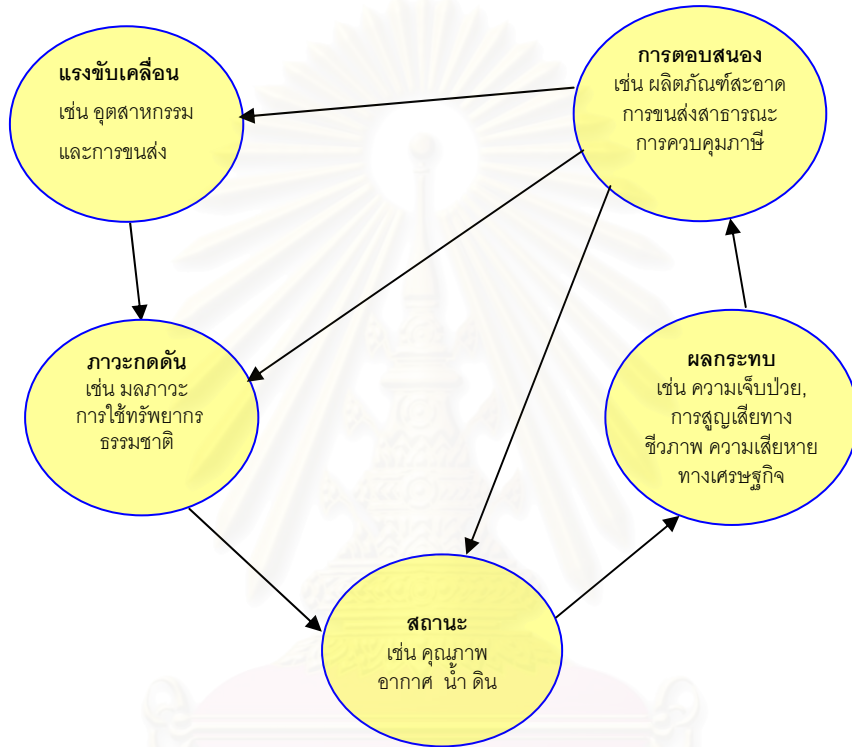 แรงขับเคลื่อน
เช่น อุตสาหกรรม
และการขนส่ง
การตอบสนอง
เช่น ผลิตภัณฑ์สะอาด
การขนส่งสาธารณะ
การควบคุมภาษี
ภาวะกดดัน
เช่น มลภาวะ
การใช้ทรัพยากร
ธรรมชาติ
ผลกระทบ
เช่น ความเจ็บป่วย,
การสูญเสียทาง
ชีวภาพ ความเสียหาย
ทางเศรษฐกิจ
สถานะ
เช่น คุณภาพ
อากาศ น้ำ ดิน